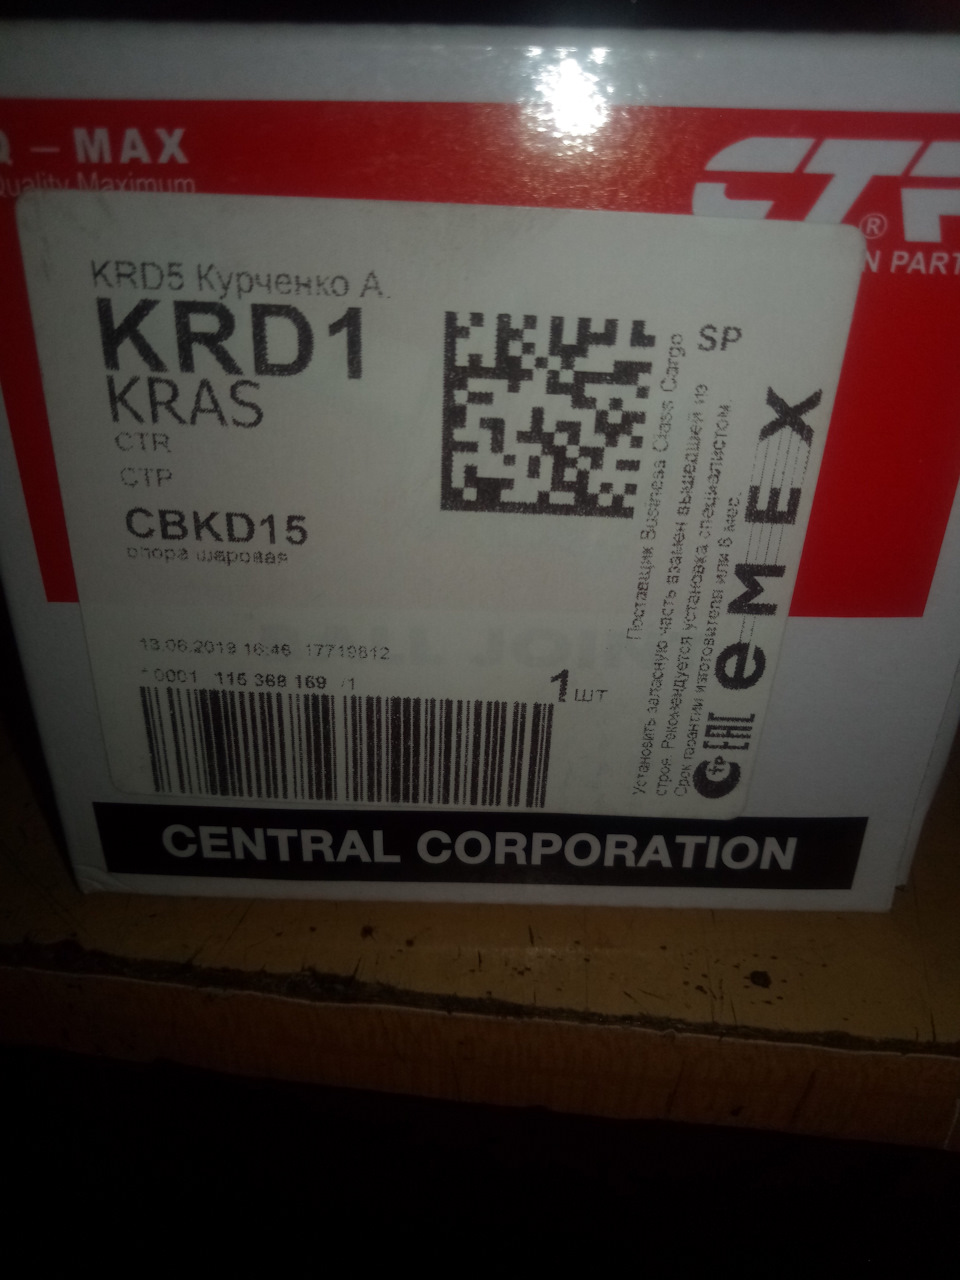 Q – MAX
Quality Maximum
CTR
®
N PART
KRD5 Курченко А.
KRD1
KRAS
CTR
CTP
CBKD15
опора шаровая
13.06.2019 16:46 17719812
0001 115 368 169 /1
1 шт
SP
Поставщик Business Class Cargo
Установить запасную часть взамен вышедшей из
строя. Рекомендуется установка специалистом.
Срок гарантии изготовителя или 6 мес.
eMEX
CENTRAL CORPORATION